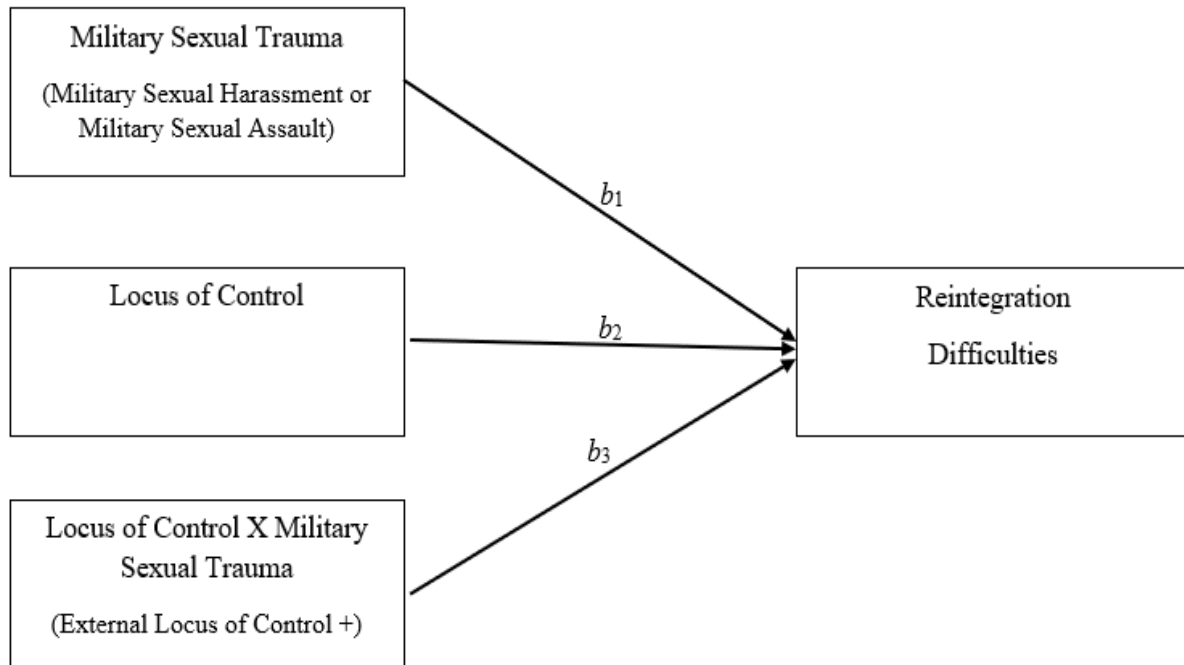 Military Sexual Trauma
(Military Sexual Harassment or
Military Sexual Assault)
b1
Locus of Control
b2
Reintegration
Difficulties
b3
Locus of Control X Military
Sexual Trauma
(External Locus of Control +)